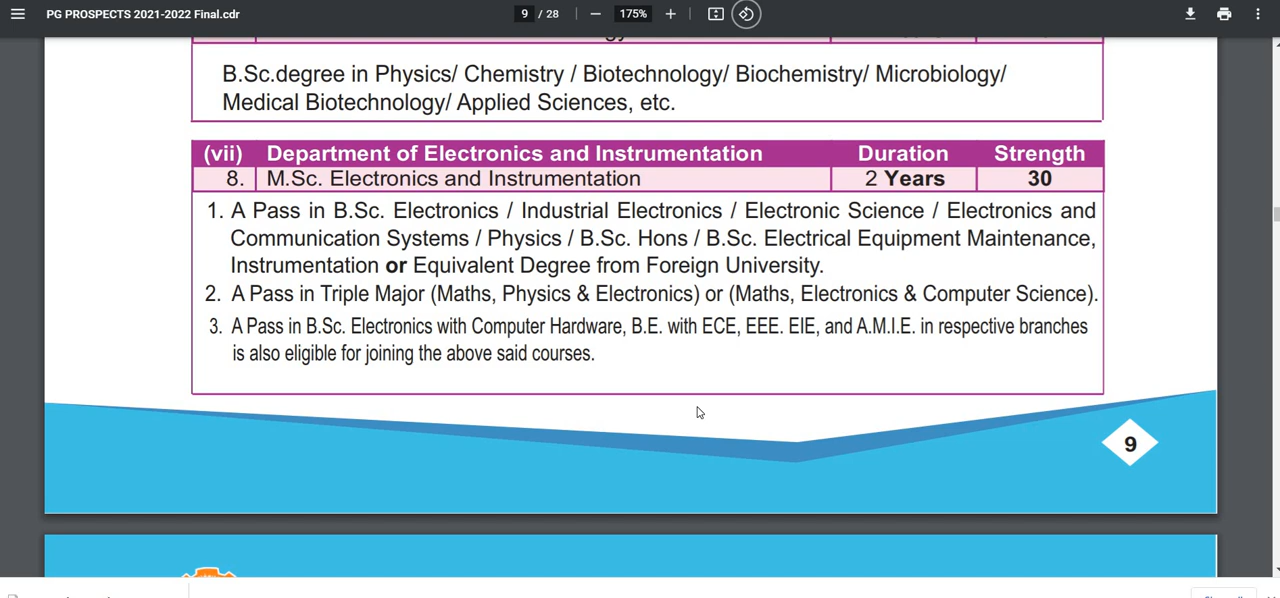 PG PROSPECTS 2021-2022 Final.cdr
9 / 28
175%
B.Sc.degree in Physics/ Chemistry / Biotechnology/ Biochemistry/ Microbiology/
Medical Biotechnology/ Applied Sciences, etc.
(vii) Department of Electronics and Instrumentation Duration Strength
8. M.Sc. Electronics and Instrumentation 2 Years 30
1. A Pass in B.Sc. Electronics / Industrial Electronics / Electronic Science / Electronics and
Communication Systems / Physics / B.Sc. Hons / B.Sc. Electrical Equipment Maintenance,
Instrumentation or Equivalent Degree from Foreign University.
2. A Pass in Triple Major (Maths, Physics & Electronics) or (Maths, Electronics & Computer Science).
3. A Pass in B.Sc. Electronics with Computer Hardware, B.E. with ECE, EEE. EIE, and A.M.I.E. in respective branches
is also eligible for joining the above said courses.
9